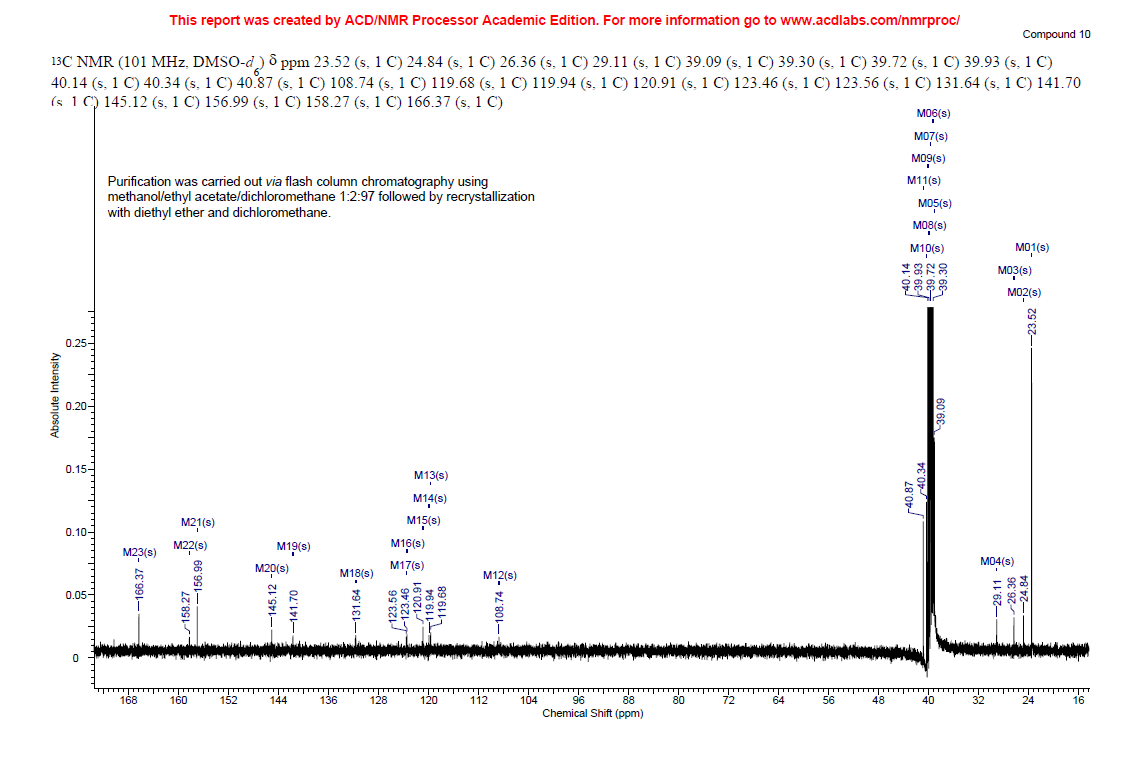 This report was created by ACD/NMR Processor Academic Edition. For more information go to www.acdlabs.com/nmrproc/
Compound 10
13C NMR (101 MHz, DMSO-d6) δ ppm 23.52 (s, 1 C) 24.84 (s, 1 C) 26.36 (s, 1 C) 29.11 (s, 1 C) 39.09 (s, 1 C) 39.30 (s, 1 C) 39.72 (s, 1 C) 39.93 (s, 1 C)
40.14 (s, 1 C) 40.34 (s, 1 C) 40.87 (s, 1 C) 108.74 (s, 1 C) 119.68 (s, 1 C) 119.94 (s, 1 C) 120.91 (s, 1 C) 123.46 (s, 1 C) 123.56 (s, 1 C) 131.64 (s, 1 C) 141.70
(s, 1 C) 145.12 (s, 1 C) 156.99 (s, 1 C) 158.27 (s, 1 C) 166.37 (s, 1 C)
Purification was carried out via flash column chromatography using
methanol/ethyl acetate/dichloromethane 1:2:97 followed by recrystallization
with diethyl ether and dichloromethane.
M06(s)
M07(s)
M09(s)
M11(s)
M05(s)
M08(s)
M10(s)
M01(s)
M03(s)
M02(s)
40.14
39.93
39.72
39.30
23.52
39.09
40.87
40.34
M13(s)
M14(s)
M15(s)
M16(s)
M17(s)
M21(s)
M22(s)
M23(s)
M19(s)
M20(s)
M18(s)
M12(s)
M04(s)
166.37
158.27
156.99
145.12
141.70
131.64
123.56
123.46
120.91
119.94
119.68
108.74
29.11
26.36
24.84
Absolute Intensity
0.25
0.20
0.15
0.10
0.05
0
168 160 152 144 136 128 120 112 104 96 88 80 72 64 56 48 40 32 24 16
Chemical Shift (ppm)